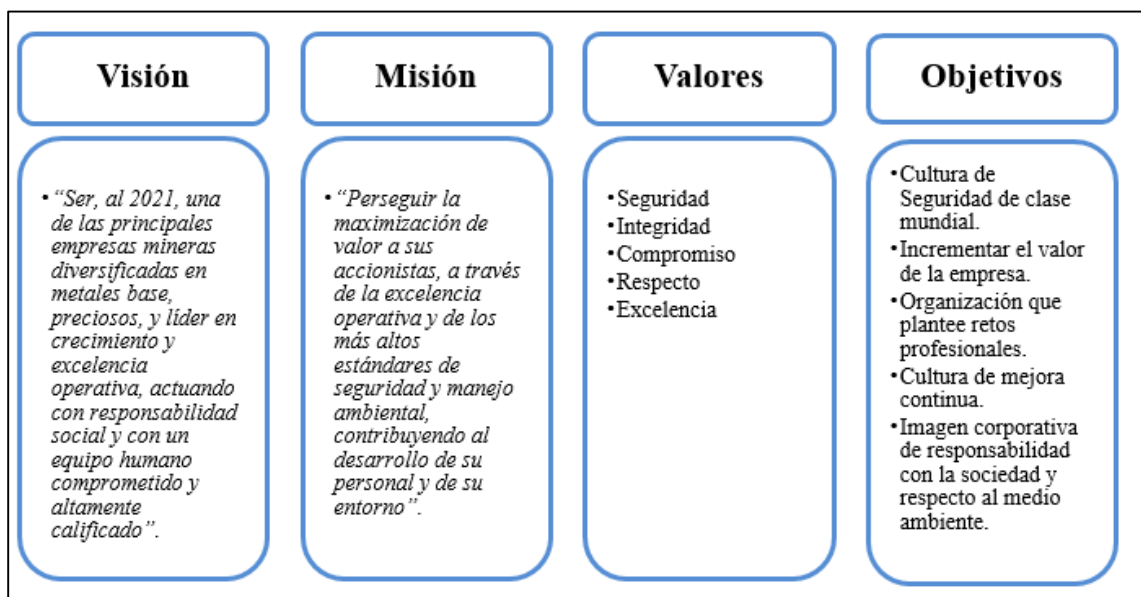 Visión
• “Ser, al 2021, una
de las principales
empresas mineras
diversificadas en
metales base,
preciosos, y líder en
crecimiento y
excelencia
operativa, actuando
con responsabilidad
social y con un
equipo humano
comprometido y
altamente
calificado”.
Misión
• “Perseguir la
maximización de
valor a sus
accionistas, a través
de la excelencia
operativa y de los
más altos
estándares de
seguridad y manejo
ambiental,
contribuyendo al
desarrollo de su
personal y de su
entorno”.
Valores
•Seguridad
•Integridad
•Compromiso
•Respecto
•Excelencia
Objetivos
•Cultura de
Seguridad de clase
mundial.
•Incrementar el valor
de la empresa.
•Organización que
plantee retos
profesionales.
•Cultura de mejora
continua.
•Imagen corporativa
de responsabilidad
con la sociedad y
respecto al medio
ambiente.